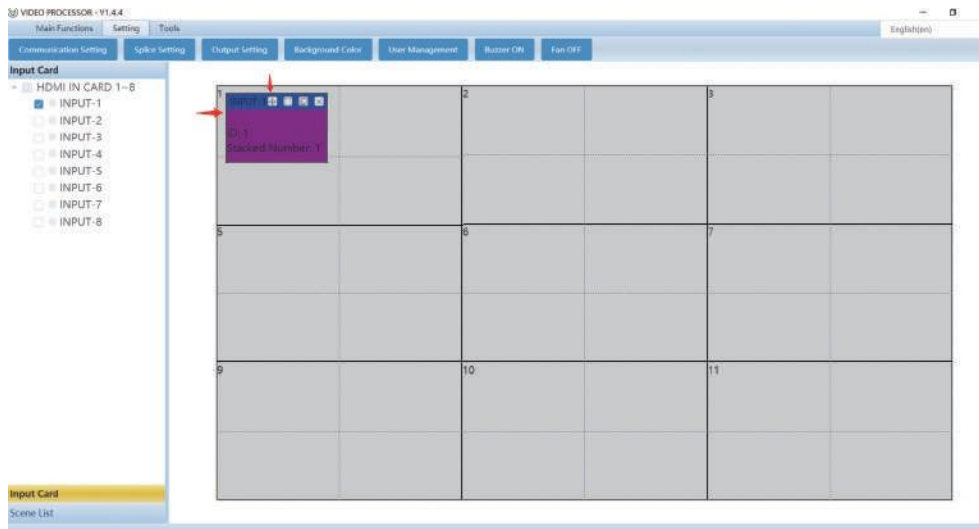 VIDEO PROCESSOR - V1.4.4
Main Functions Setting Tools English(en)
Communication Setting Splice Setting Output Setting Background Color User Management Buzzer ON Fan OFF
Input Card
HDMI IN CARD 1~8
INPUT-1
INPUT-2
INPUT-3
INPUT-4
INPUT-5
INPUT-6
INPUT-7
INPUT-8
1 2 3
INPUT-1
ID-1
Stacked Number: 1
5 6 7
9 10 11
Input Card
Scene List